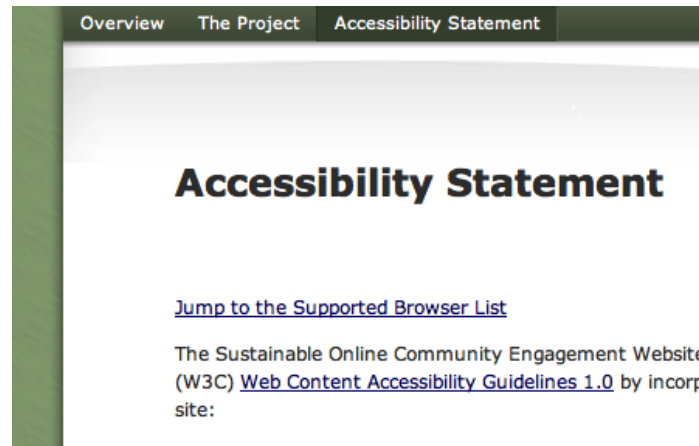 Overview The Project Accessibility Statement
Accessibility Statement
Jump to the Supported Browser List
The Sustainable Online Community Engagement Website
(W3C) Web Content Accessibility Guidelines 1.0 by
site: